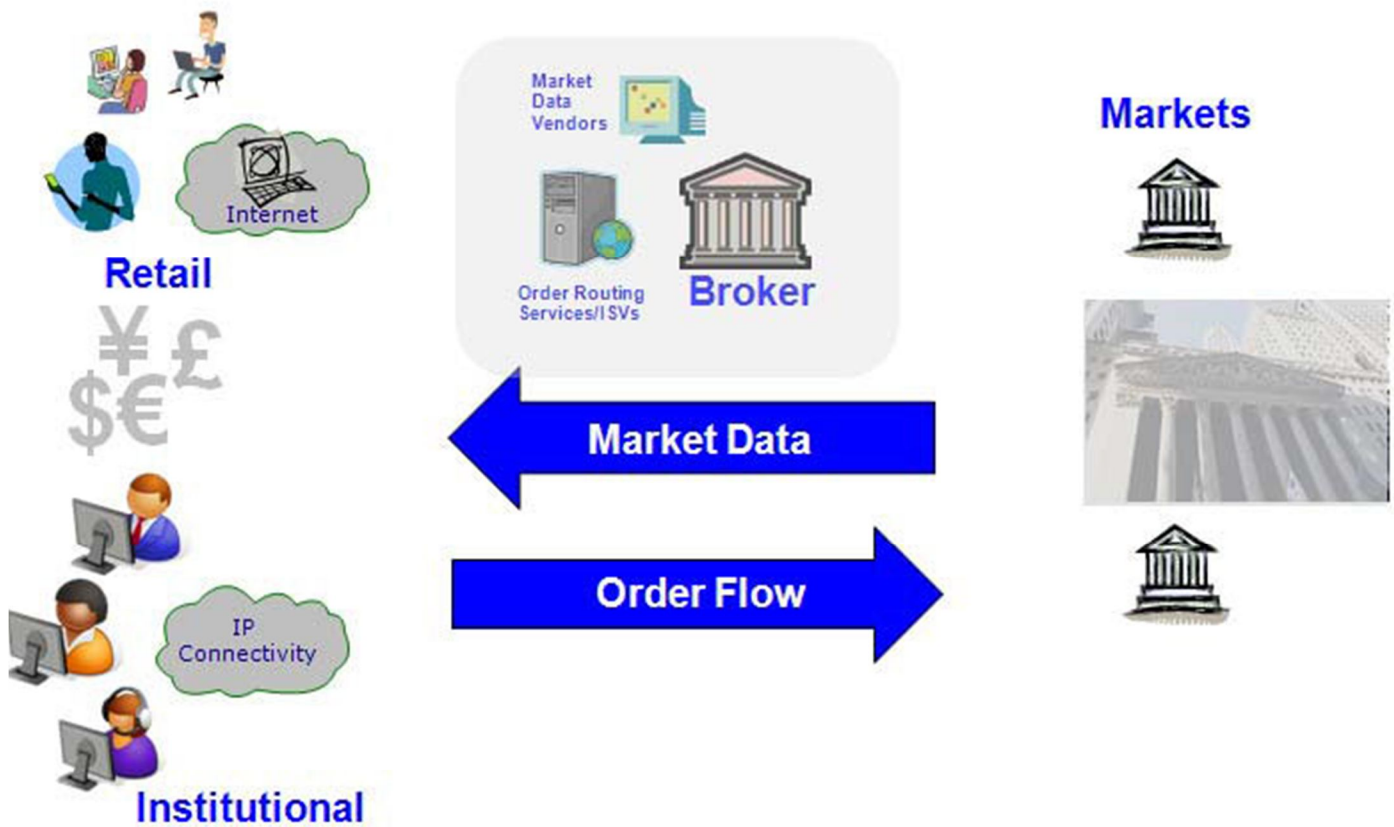 Internet
Retail
¥ £
$€
IP
Connectivity
Institutional
Market
Data
Vendors
Order Routing
Services/ISVs
Broker
Market Data
Order Flow
Markets